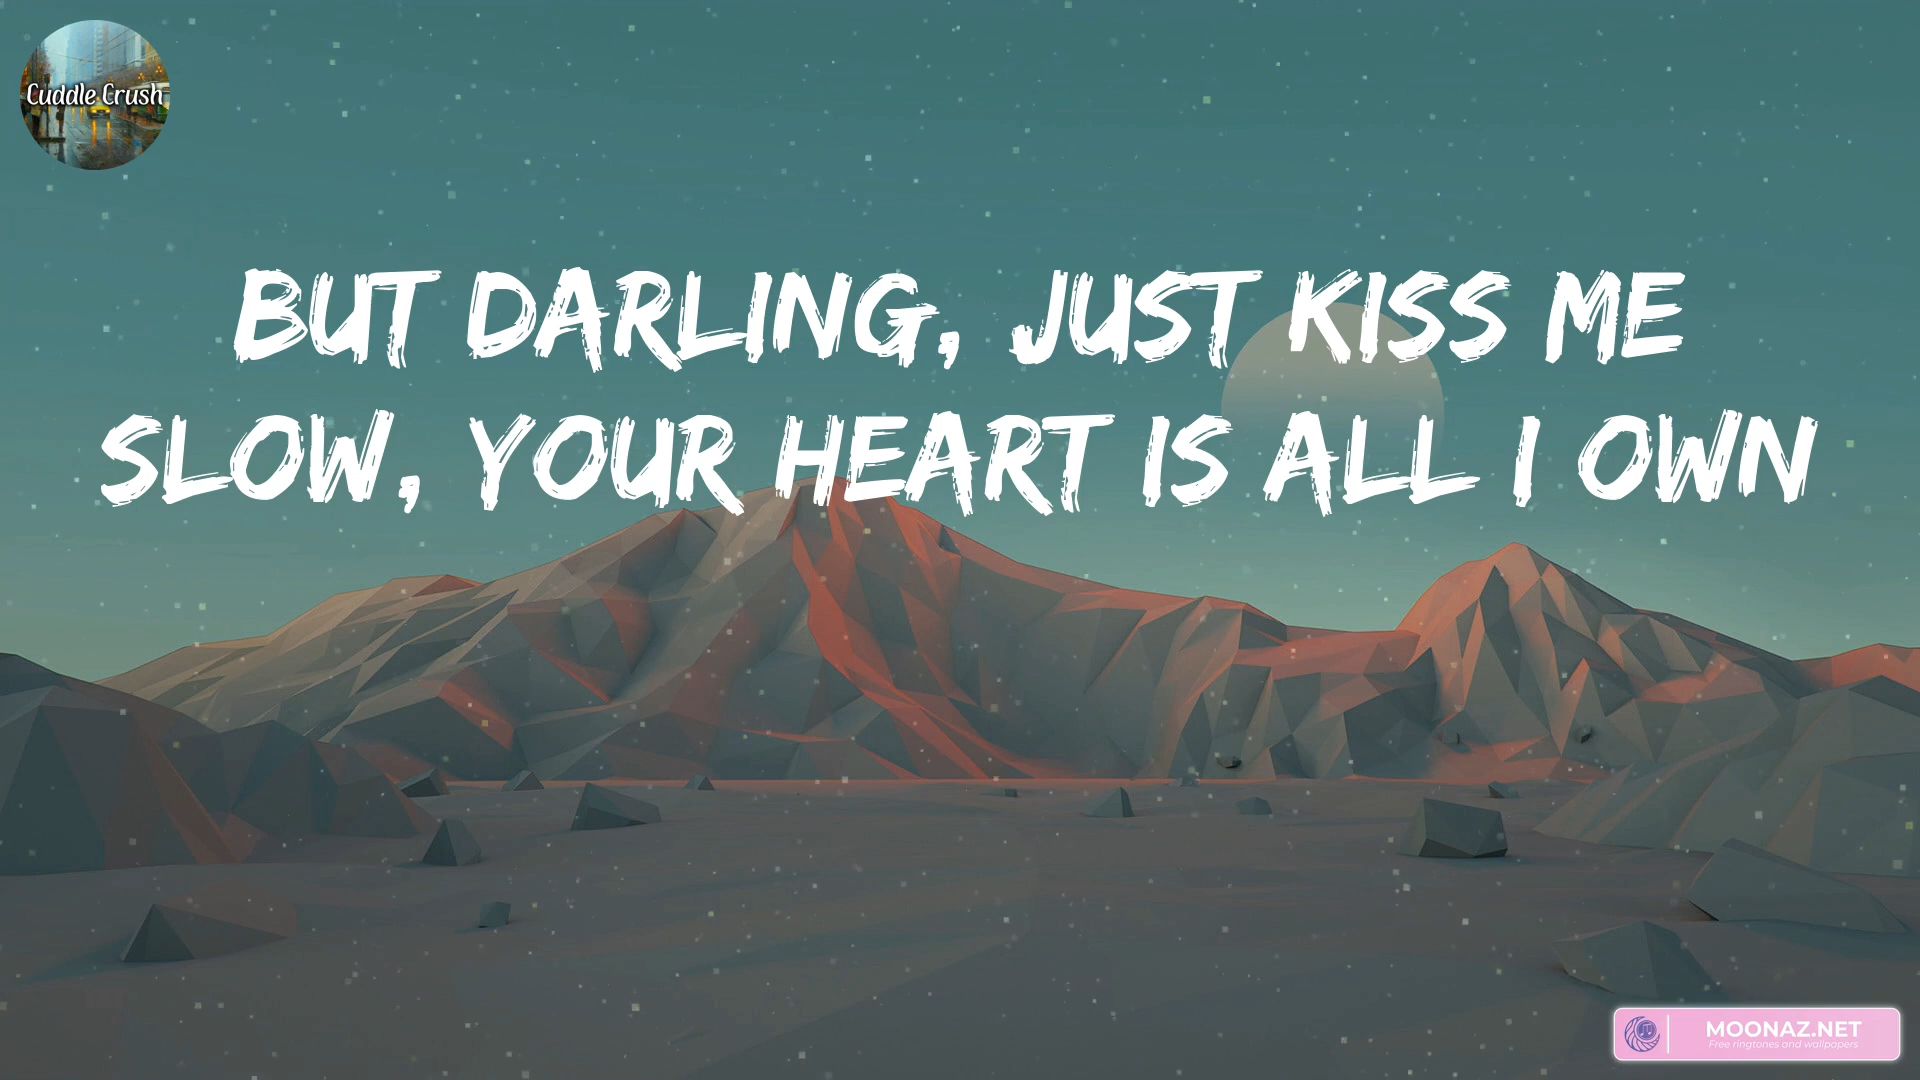 Cuddle Crush
BUT DARLING, JUST KISS ME
SLOW, YOUR HEART IS ALL I OWN
MOONAZ.NET
Free ringtones and wallpapers